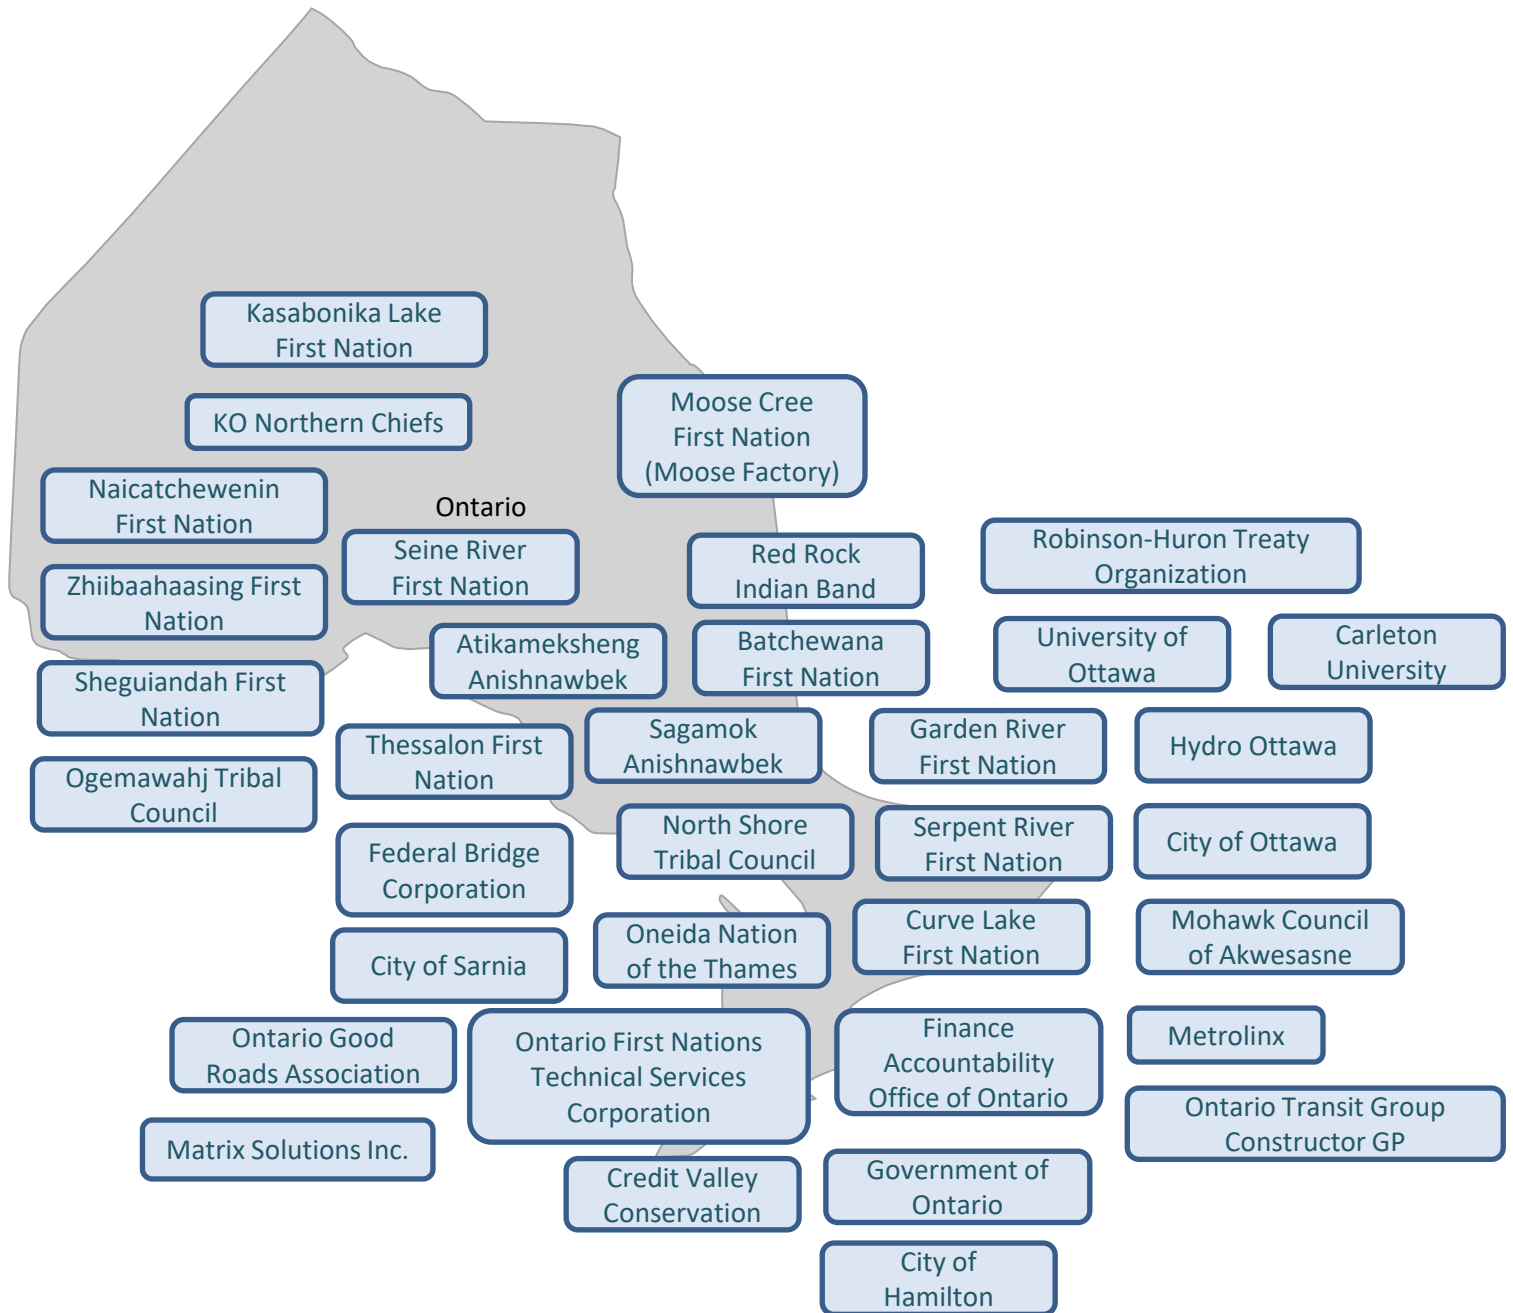 Kasabonika Lake
First Nation
KO Northern Chiefs
Moose Cree
First Nation
(Moose Factory)
Naicatchewenin
First Nation
Ontario
Seine River
First Nation
Red Rock
Indian Band
Robinson-Huron Treaty
Organization
Zhiibaahaasing First
Nation
Atikameksheng
Anishnawbek
Batchewana
First Nation
University of
Ottawa
Carleton
University
Sheguiandah First
Nation
Thessalon First
Nation
Sagamok
Anishnawbek
Garden River
First Nation
Hydro Ottawa
Ogemawahj Tribal
Council
Federal Bridge
Corporation
North Shore
Tribal Council
Serpent River
First Nation
City of Ottawa
City of Sarnia
Oneida Nation
of the Thames
Curve Lake
First Nation
Mohawk Council
of Akwesasne
Ontario Good
Roads Association
Ontario First Nations
Technical Services
Corporation
Finance
Accountability
Office of Ontario
Metrolinx
Matrix Solutions Inc.
Ontario Transit Group
Constructor GP
Credit Valley
Conservation
Government of
Ontario
City of
Hamilton